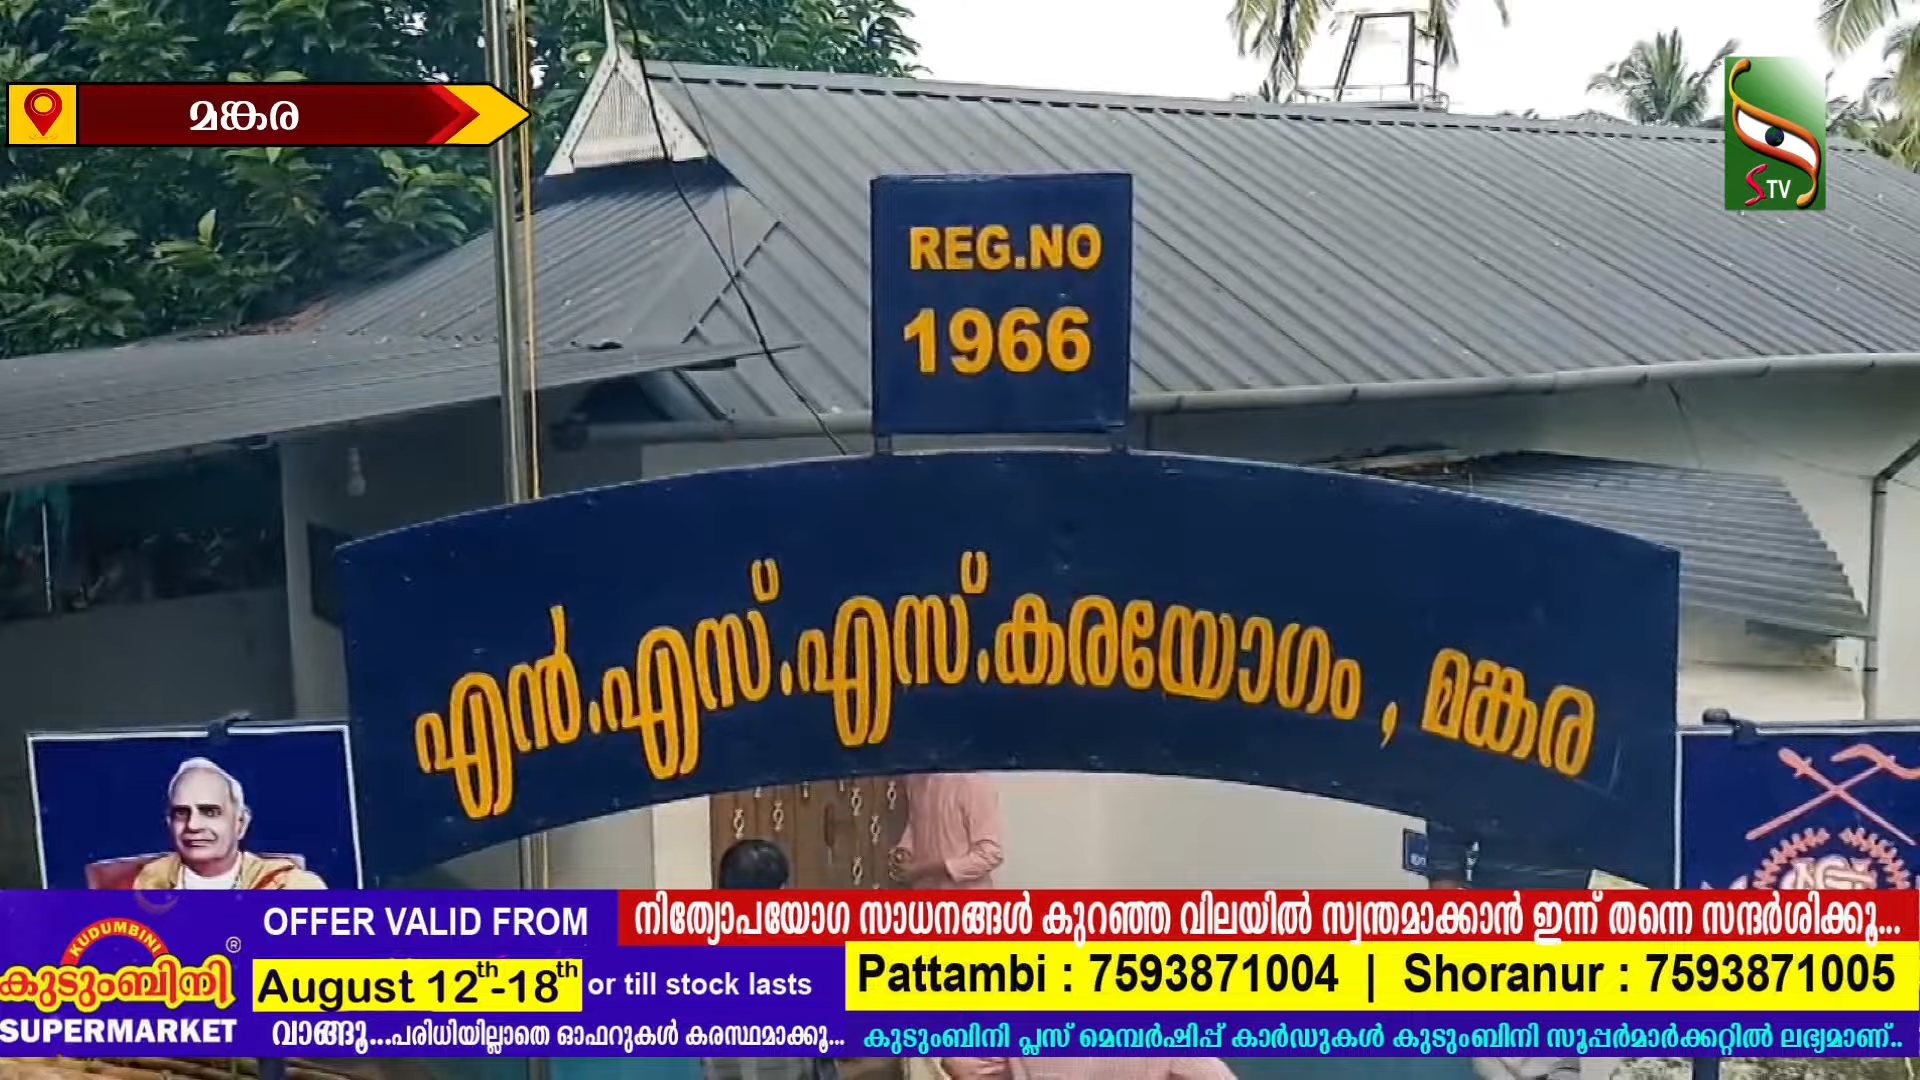 മങ്കര
S TV
REG.NO
1966
എൻ.എസ്.എസ്.കരയോഗം, മങ്കര
KUDUMBINI
കുടുംബിനി ®
SUPERMARKET
OFFER VALID FROM
August 12th-18th or till stock lasts
വാങ്ങൂ...പരിധിയില്ലാതെ ഓഫറുകൾ കരസ്ഥമാക്കൂ...
നിത്യോപയോഗ സാധനങ്ങൾ കുറഞ്ഞ വിലയിൽ സ്വന്തമാക്കാൻ ഇന്ന് തന്നെ സന്ദർശിക്കൂ...
Pattambi : 7593871004 | Shoranur : 7593871005
കുടുംബിനി പ്ലസ് മെമ്പർഷിപ്പ് കാർഡുകൾ കുടുംബിനി സൂപ്പർമാർക്കറ്റിൽ ലഭ്യമാണ്..